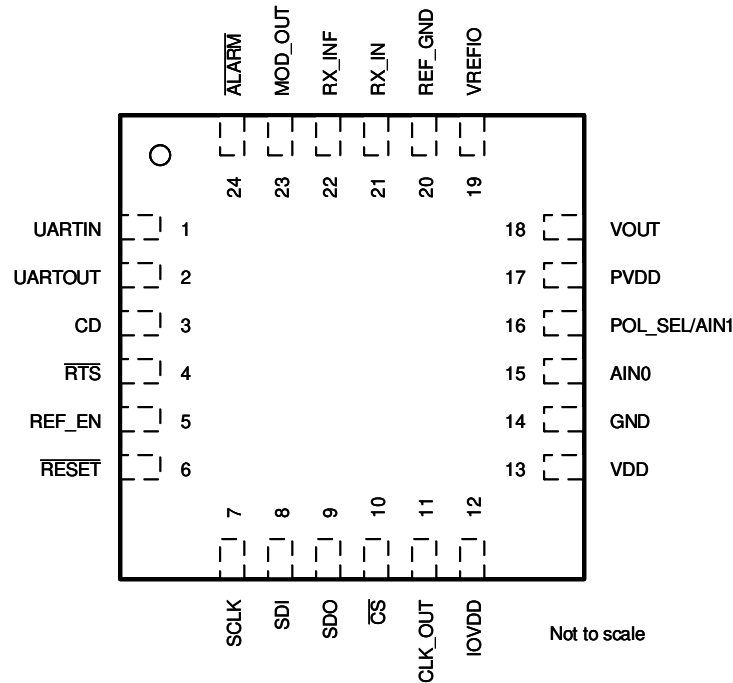 ALARM
MOD_OUT
RX_INF
RX_IN
REF_GND
VREFIO
24
23
22
21
20
19
UARTIN 1
18 VOUT
UARTOUT 2
17 PVDD
CD 3
16 POL_SEL/AIN1
RTS 4
15 AIN0
REF_EN 5
14 GND
RESET 6
13 VDD
7
8
9
10
11
12
SCLK
SDI
SDO
CS
CLK_OUT
IOVDD
Not to scale